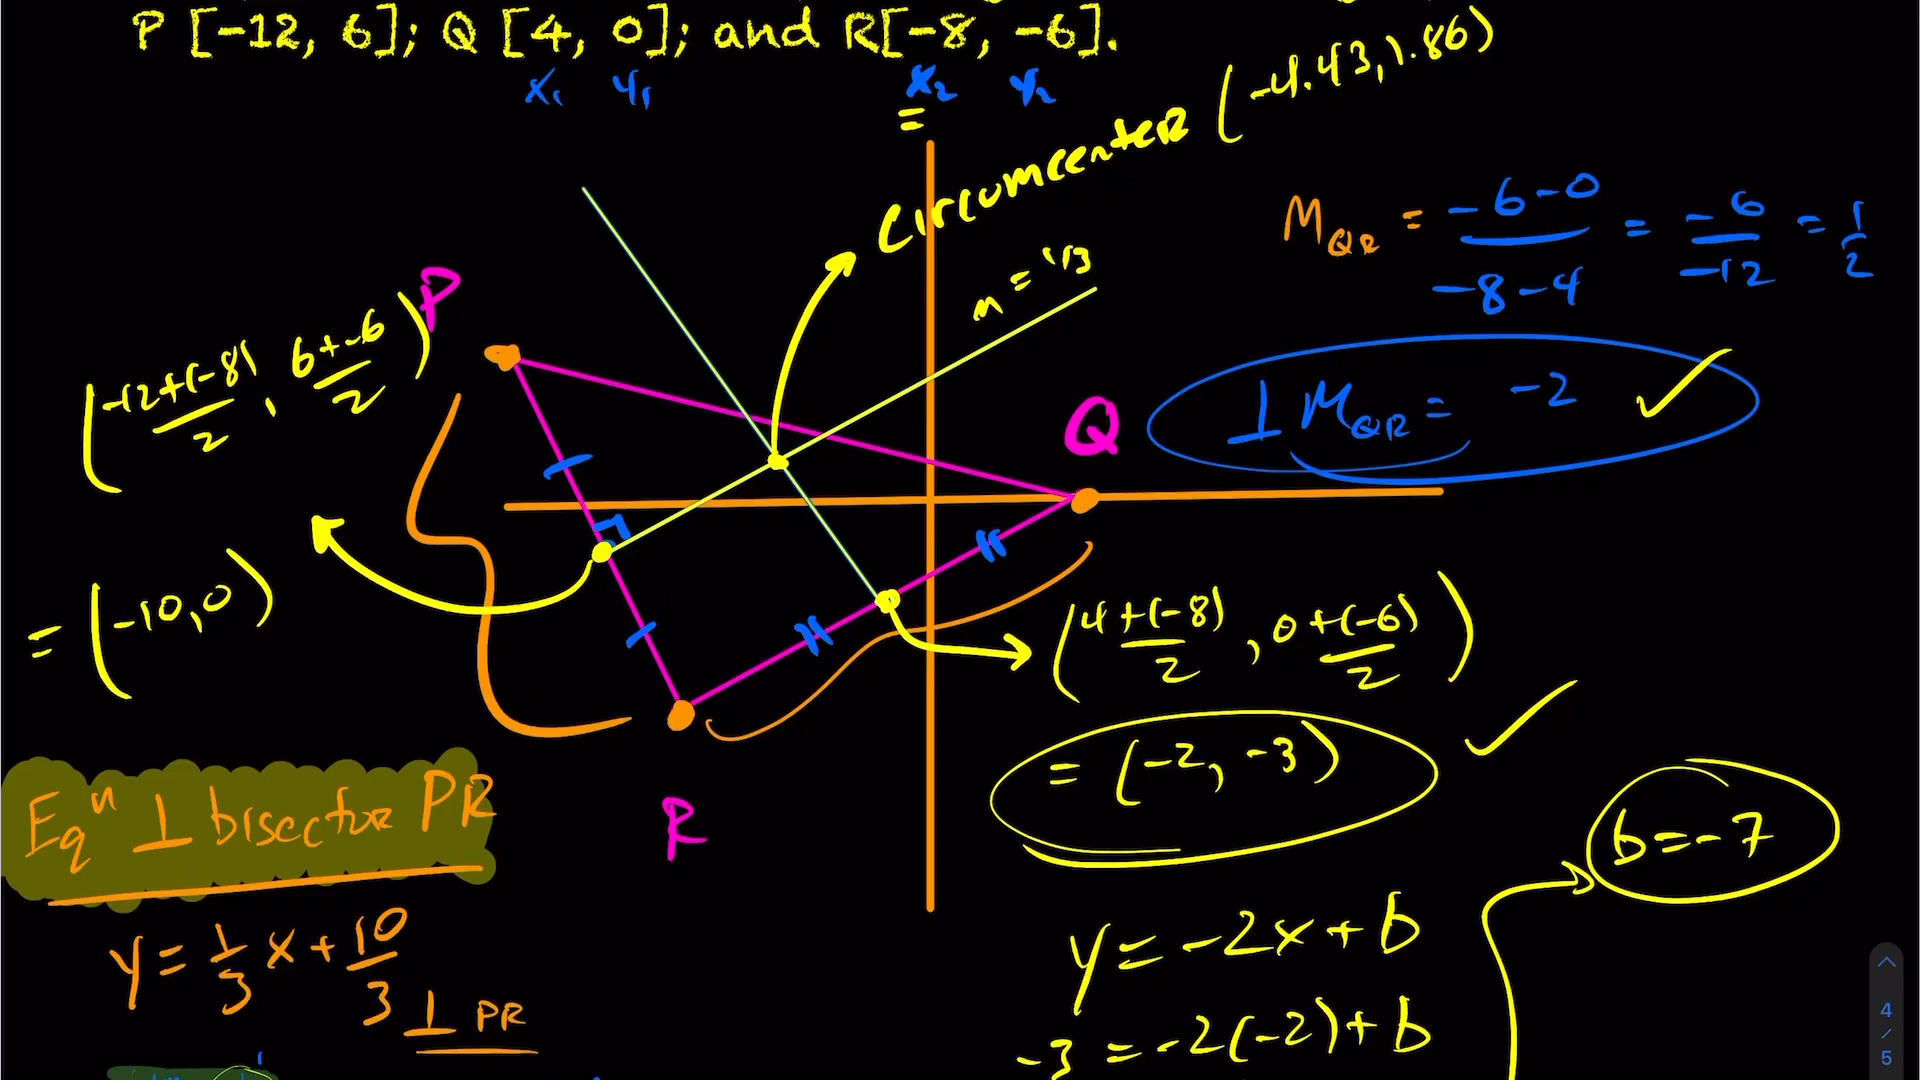 P [-12, 6]; Q [4, 0]; and R[-8, -6].
x₁ y₁ x₂ y₂
=
Circumcenter (-4.43, 1.86)
M_QR = (-6-0)/(-8-4) = -6/-12 = 1/2
m = 1/3
P
((-12+(-8))/2, (6+-6)/2)
⊥ M_QR = -2 ✓
Q
= (-10,0)
((4+(-8))/2, (0+(-6))/2)
= (-2, -3) ✓
R
Eqⁿ ⊥ bisector PR
b=-7
y = 1/3 x + 10/3
⊥ PR
y = -2x + b
-3 = -2(-2) + b
4
/
5